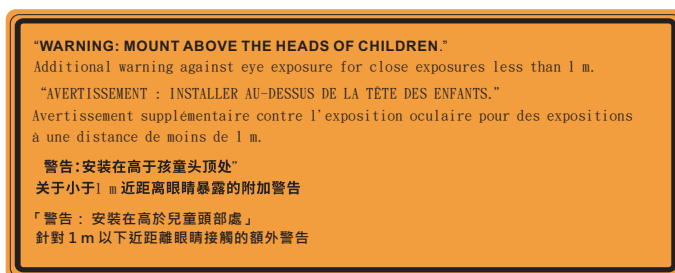 “WARNING: MOUNT ABOVE THE HEADS OF CHILDREN.”
Additional warning against eye exposure for close exposures less than 1 m.
“AVERTISSEMENT : INSTALLER AU-DESSUS DE LA TÊTE DES ENFANTS.”
Avertissement supplémentaire contre l'exposition oculaire pour des expositions
à une distance de moins de 1 m.
警告:安装在高于孩童头顶处”
关于小于1 m 近距离眼睛暴露的附加警告
「警告 : 安裝在高於兒童頭部處」
針對 1 m 以下近距離眼睛接觸的額外警告